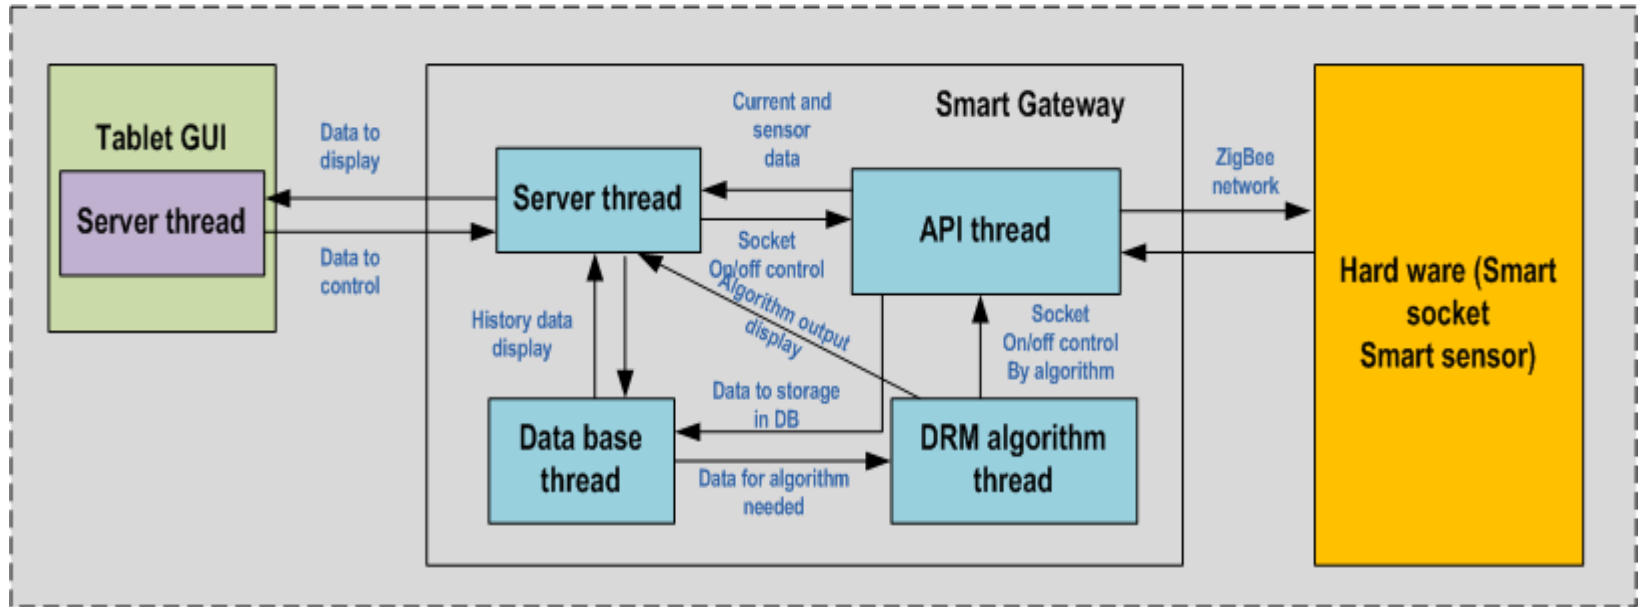 Tablet GUI
Server thread
Data to
display
Data to
control
Smart Gateway
Current and
sensor
data
Server thread
Socket
On/off control
API thread
ZigBee
network
Hard ware (Smart
socket
Smart sensor)
History data
display
Algorithm output
display
Socket
On/off control
By algorithm
Data to storage
in DB
Data base
thread
Data for algorithm
needed
DRM algorithm
thread